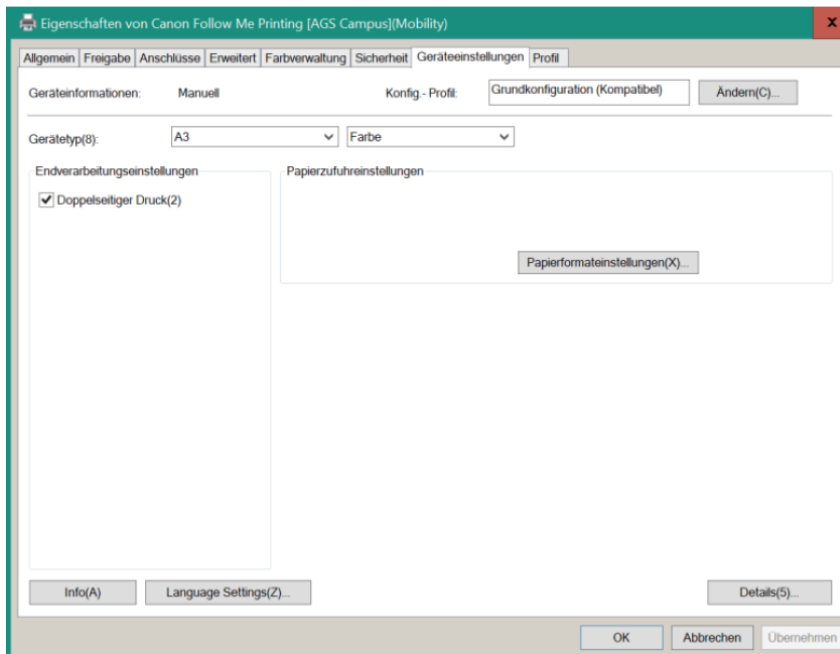 Eigenschaften von Canon Follow Me Printing [AGS Campus](Mobility) x
Allgemein Freigabe Anschlüsse Erweitert Farbverwaltung Sicherheit Geräteeinstellungen Profil
Geräteinformationen: Manuell Konfig.- Profil: Grundkonfiguration (Kompatibel) Ändern(C)...
Gerätetyp(8): A3 Farbe
Endverarbeitungseinstellungen Papierzufuhreinstellungen
Doppelseitiger Druck(2)
Papierformateinstellungen(X)...
Info(A) Language Settings(Z)... Details(5)...
OK Abbrechen Übernehmen